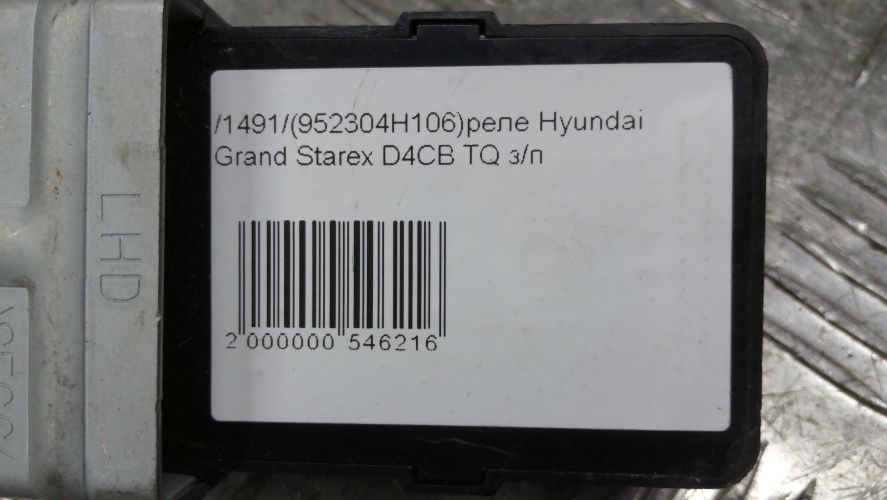 /1491/(952304H106)реле Hyundai
Grand Starex D4CB TQ з/п
2 000000 546216
LHD